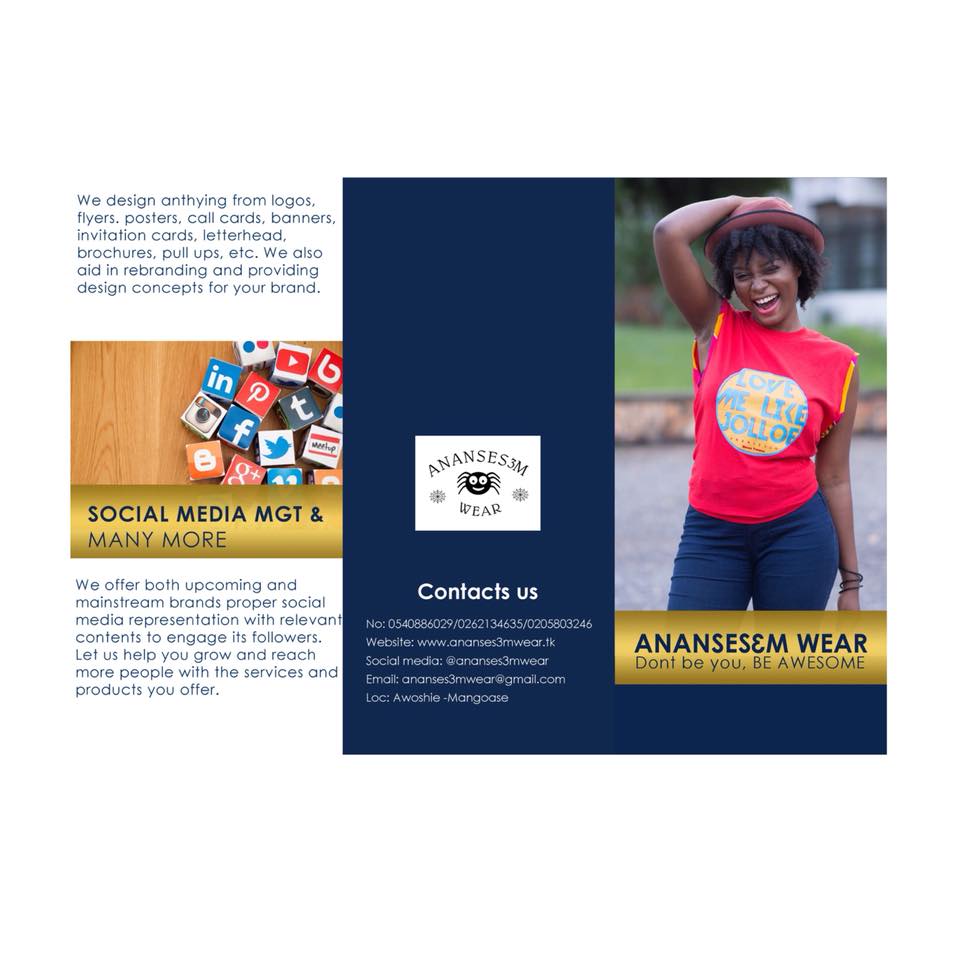 We design anthying from logos,
flyers. posters, call cards, banners,
invitation cards, letterhead,
brochures, pull ups, etc. We also
aid in rebranding and providing
design concepts for your brand.
in
b
t
f
Meetup
g+
SOCIAL MEDIA MGT &
MANY MORE
We offer both upcoming and
mainstream brands proper social
media representation with relevant
contents to engage its followers.
Let us help you grow and reach
more people with the services and
products you offer.
ANANSES3M
WEAR
Contacts us
No: 0540886029/0262134635/0205803246
Website: www.ananses3mwear.tk
Social media: @ananses3mwear
Email: ananses3mwear@gmail.com
Loc: Awoshie -Mangoase
LOVE
ME LIKE
JOLLOF
ANANSESƐM WEAR
Dont be you, BE AWESOME